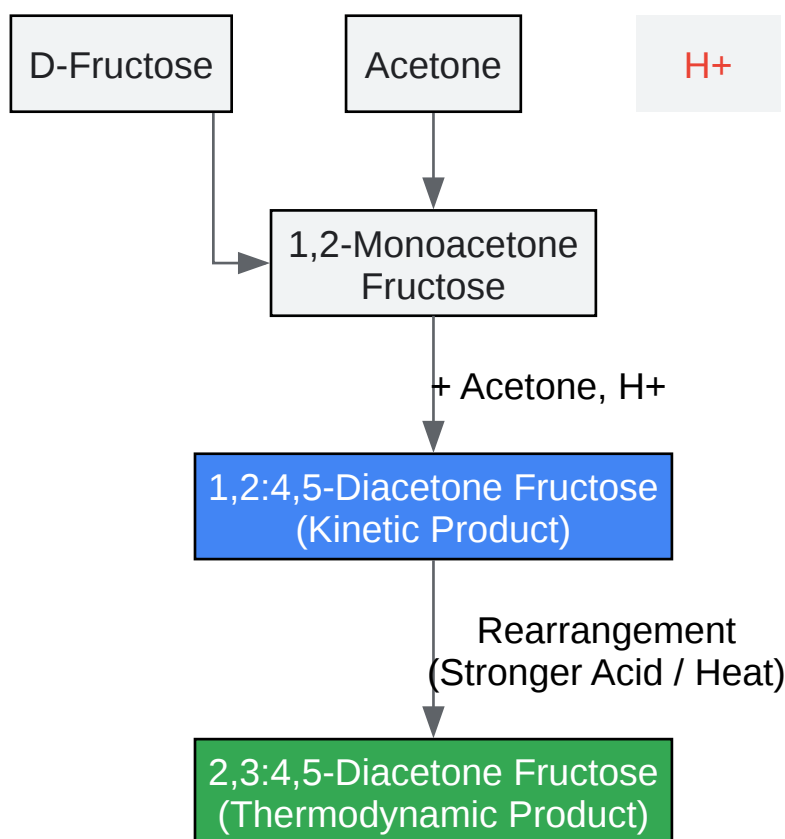 D-Fructose
Acetone
H+
1,2-Monoacetone
Fructose
+ Acetone, H+
1,2:4,5-Diacetone Fructose
(Kinetic Product)
Rearrangement
(Stronger Acid / Heat)
2,3:4,5-Diacetone Fructose
(Thermodynamic Product)